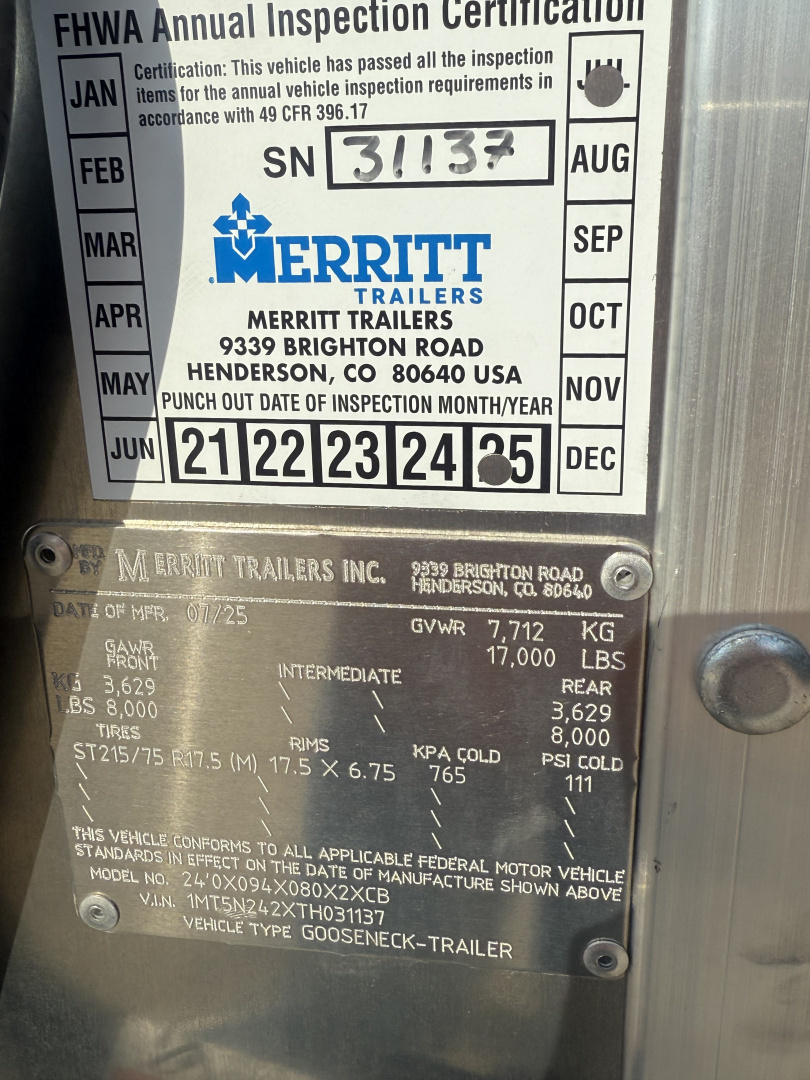 FHWA Annual Inspection Certification
Certification: This vehicle has passed all the inspection
items for the annual vehicle inspection requirements in
accordance with 49 CFR 396.17
JAN
FEB
MAR
APR
MAY
JUN
JUL
AUG
SEP
OCT
NOV
DEC
SN 31137
MERRITT
TRAILERS
MERRITT TRAILERS
9339 BRIGHTON ROAD
HENDERSON, CO 80640 USA
PUNCH OUT DATE OF INSPECTION MONTH/YEAR
21 22 23 24 25
MFD. BY MERRITT TRAILERS INC. 9339 BRIGHTON ROAD
HENDERSON, CO. 80640
DATE OF MFR. 07/25
GVWR 7,712 KG
17,000 LBS
GAWR
FRONT INTERMEDIATE REAR
KG 3,629 \ \ 3,629
LBS 8,000 \ \ 8,000
TIRES RIMS KPA COLD PSI COLD
ST215/75 R17.5 (M) 17.5 X 6.75 765 111
\ \ \ \
\ \ \ \
\ \ \ \
THIS VEHICLE CONFORMS TO ALL APPLICABLE FEDERAL MOTOR VEHICLE
STANDARDS IN EFFECT ON THE DATE OF MANUFACTURE SHOWN ABOVE
MODEL NO. 24'0X094X080X2XCB
V.I.N. 1MT5N242XTH031137
VEHICLE TYPE GOOSENECK-TRAILER